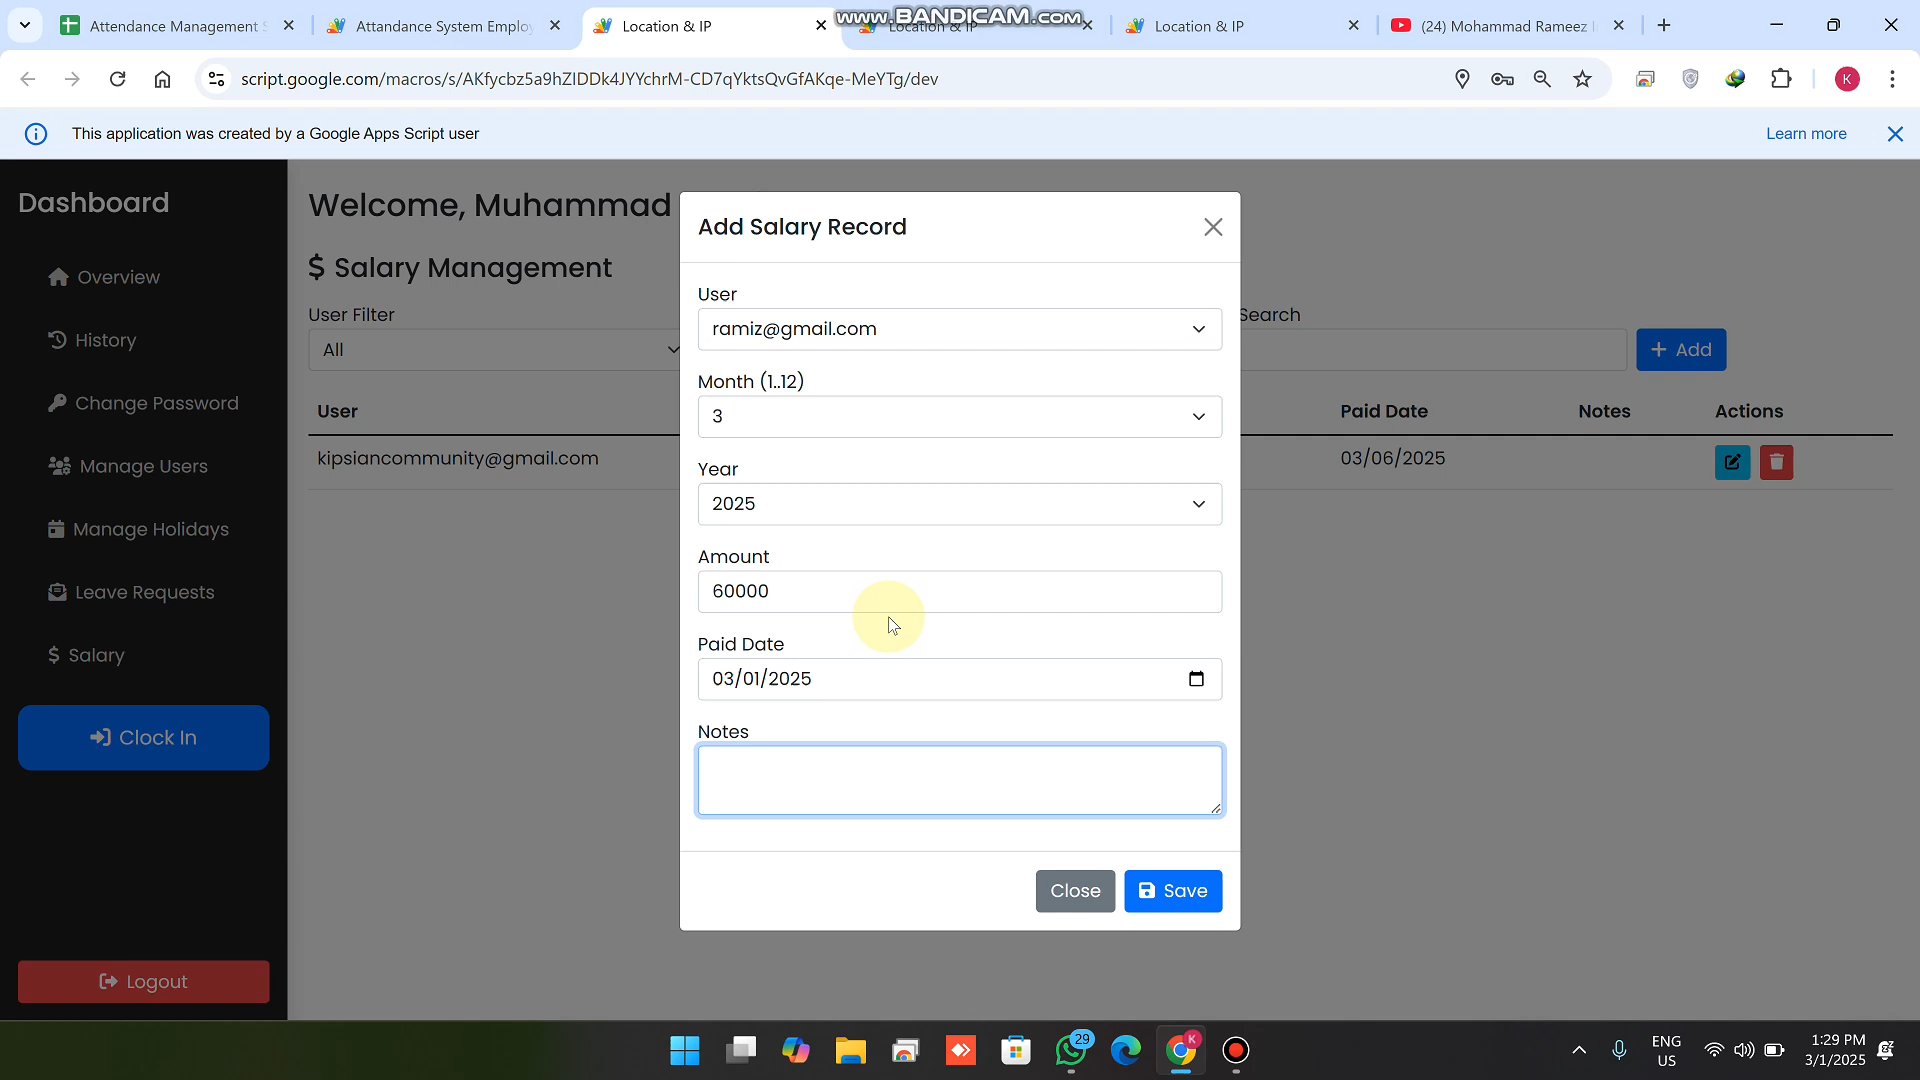 Attendance Management S
Attandance System Emplo
Location & IP
Location & IP
Location & IP
(24) Mohammad Rameez I
www.BANDICAM.com
script.google.com/macros/s/AKfycbz5a9hZIDDk4JYYchrM-CD7qYktsQvGfAKqe-MeYTg/dev
K
This application was created by a Google Apps Script user
Learn more
Dashboard
Overview
History
Change Password
Manage Users
Manage Holidays
Leave Requests
$ Salary
Clock In
Logout
Welcome, Muhammad
$ Salary Management
User Filter
All
Search
+ Add
User
Paid Date
Notes
Actions
kipsiancommunity@gmail.com
03/06/2025
Add Salary Record
User
ramiz@gmail.com
Month (1..12)
3
Year
2025
Amount
60000
Paid Date
03/01/2025
Notes
Close
Save
29
K
ENG
US
1:29 PM
3/1/2025